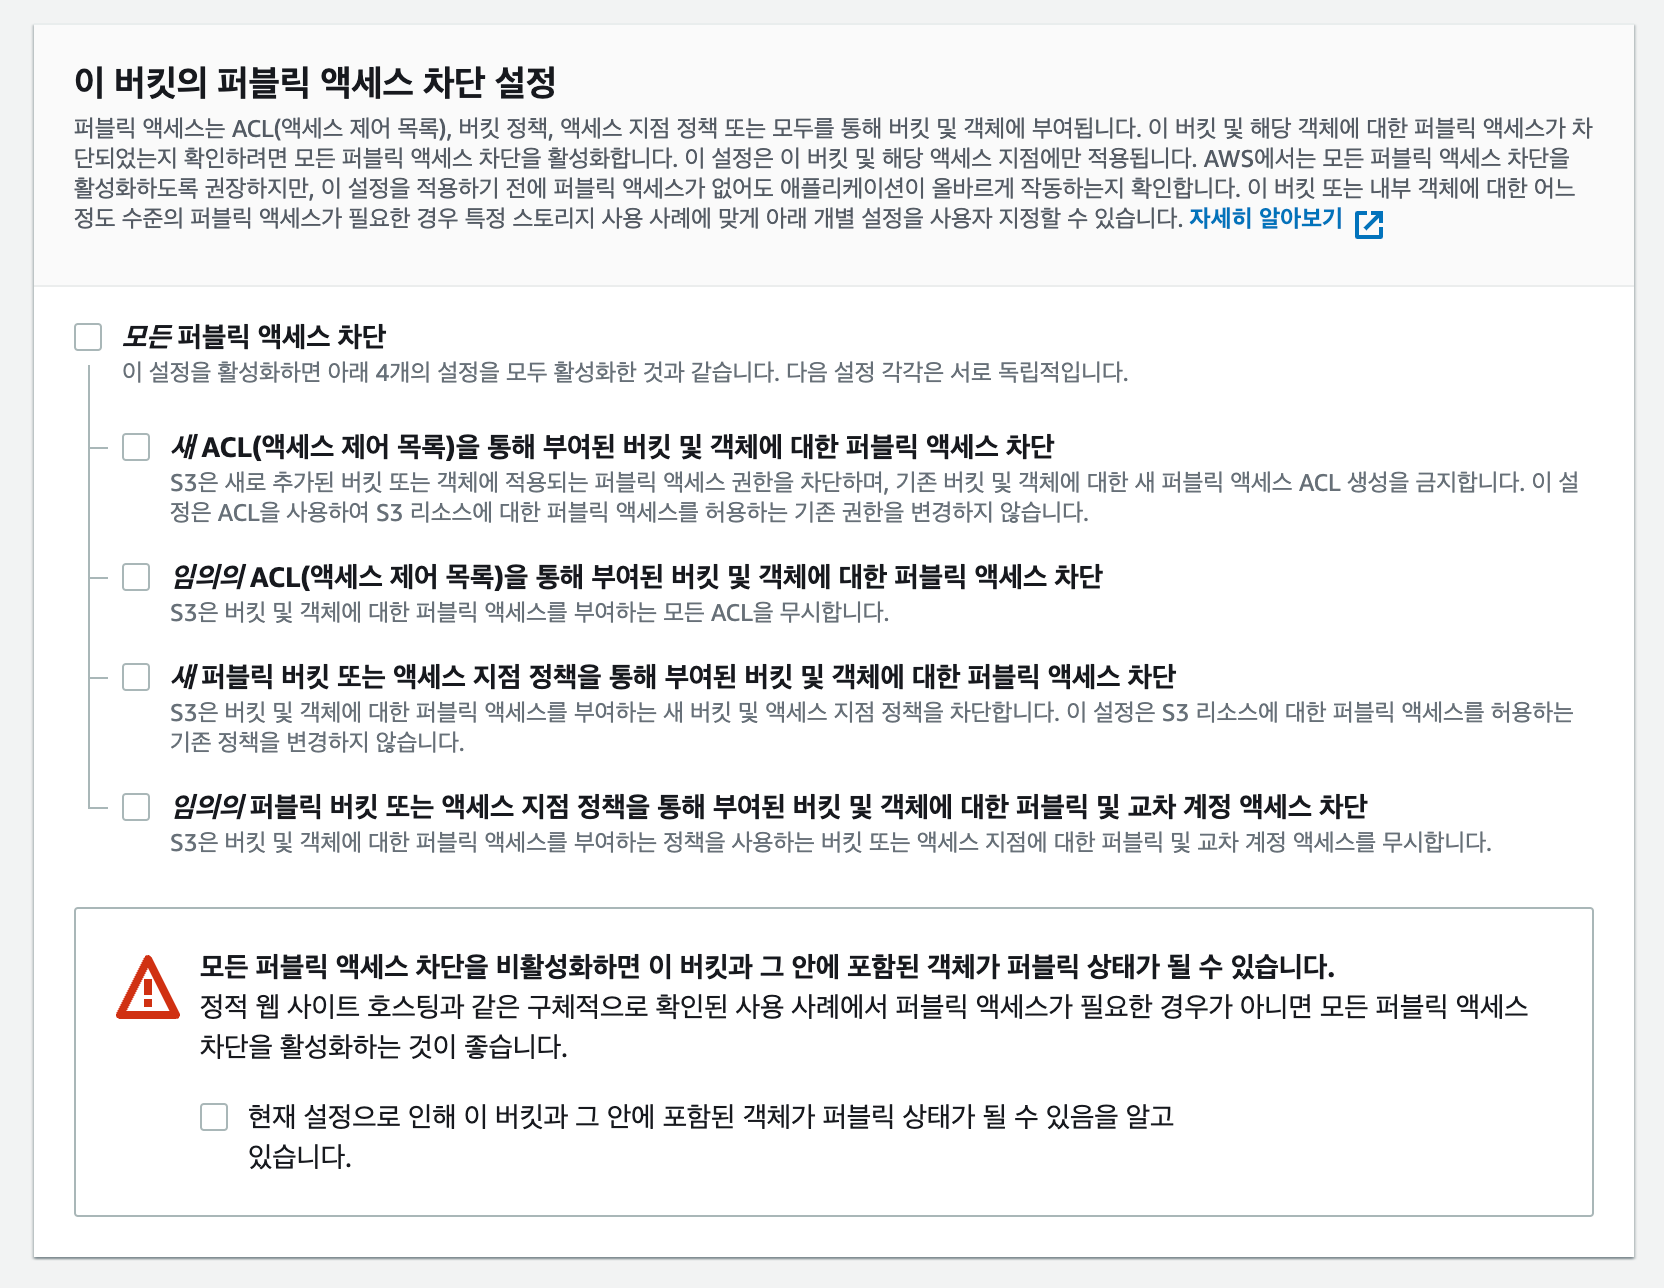 이 버킷의 퍼블릭 액세스 차단 설정
퍼블릭 액세스는 ACL(액세스 제어 목록), 버킷 정책, 액세스 지점 정책 또는 모두를 통해 버킷 및 객체에 부여됩니다. 이 버킷 및 해당 객체에 대한 퍼블릭 액세스가 차
단되었는지 확인하려면 모든 퍼블릭 액세스 차단을 활성화합니다. 이 설정은 이 버킷 및 해당 액세스 지점에만 적용됩니다. AWS에서는 모든 퍼블릭 액세스 차단을
활성화하도록 권장하지만, 이 설정을 적용하기 전에 퍼블릭 액세스가 없어도 애플리케이션이 올바르게 작동하는지 확인합니다. 이 버킷 또는 내부 객체에 대한 어느
정도 수준의 퍼블릭 액세스가 필요한 경우 특정 스토리지 사용 사례에 맞게 아래 개별 설정을 사용자 지정할 수 있습니다. 자세히 알아보기
모든 퍼블릭 액세스 차단
이 설정을 활성화하면 아래 4개의 설정을 모두 활성화한 것과 같습니다. 다음 설정 각각은 서로 독립적입니다.
새 ACL(액세스 제어 목록)을 통해 부여된 버킷 및 객체에 대한 퍼블릭 액세스 차단
S3은 새로 추가된 버킷 또는 객체에 적용되는 퍼블릭 액세스 권한을 차단하며, 기존 버킷 및 객체에 대한 새 퍼블릭 액세스 ACL 생성을 금지합니다. 이 설
정은 ACL을 사용하여 S3 리소스에 대한 퍼블릭 액세스를 허용하는 기존 권한을 변경하지 않습니다.
임의의 ACL(액세스 제어 목록)을 통해 부여된 버킷 및 객체에 대한 퍼블릭 액세스 차단
S3은 버킷 및 객체에 대한 퍼블릭 액세스를 부여하는 모든 ACL을 무시합니다.
새 퍼블릭 버킷 또는 액세스 지점 정책을 통해 부여된 버킷 및 객체에 대한 퍼블릭 액세스 차단
S3은 버킷 및 객체에 대한 퍼블릭 액세스를 부여하는 새 버킷 및 액세스 지점 정책을 차단합니다. 이 설정은 S3 리소스에 대한 퍼블릭 액세스를 허용하는
기존 정책을 변경하지 않습니다.
임의의 퍼블릭 버킷 또는 액세스 지점 정책을 통해 부여된 버킷 및 객체에 대한 퍼블릭 및 교차 계정 액세스 차단
S3은 버킷 및 객체에 대한 퍼블릭 액세스를 부여하는 정책을 사용하는 버킷 또는 액세스 지점에 대한 퍼블릭 및 교차 계정 액세스를 무시합니다.
모든 퍼블릭 액세스 차단을 비활성화하면 이 버킷과 그 안에 포함된 객체가 퍼블릭 상태가 될 수 있습니다.
정적 웹 사이트 호스팅과 같은 구체적으로 확인된 사용 사례에서 퍼블릭 액세스가 필요한 경우가 아니면 모든 퍼블릭 액세스
차단을 활성화하는 것이 좋습니다.
현재 설정으로 인해 이 버킷과 그 안에 포함된 객체가 퍼블릭 상태가 될 수 있음을 알고
있습니다.